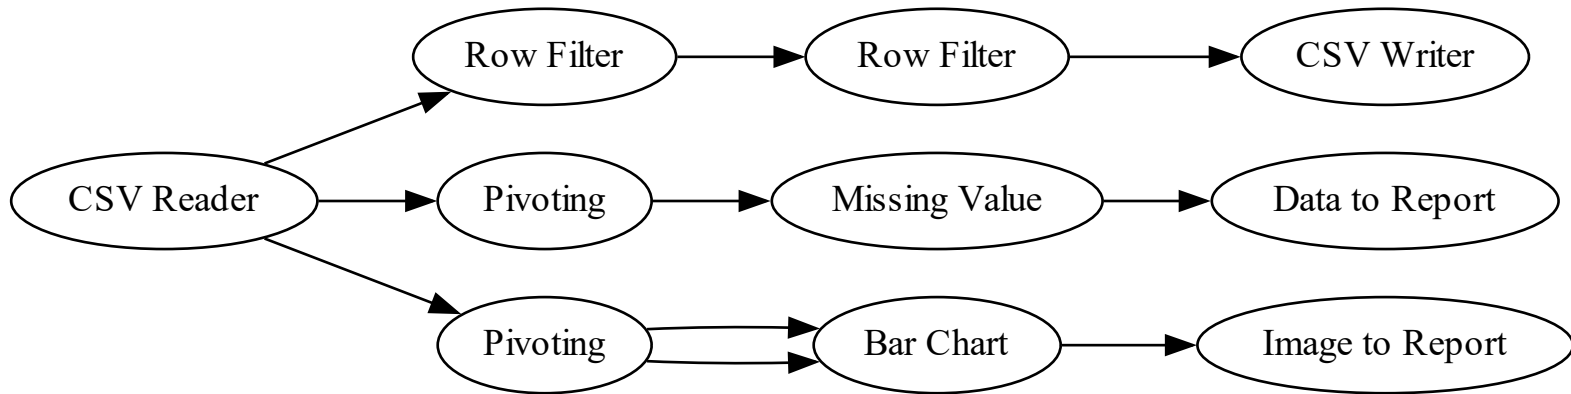 Row Filter
Row Filter
CSV Writer
CSV Reader
Pivoting
Missing Value
Data to Report
Pivoting
Bar Chart
Image to Report